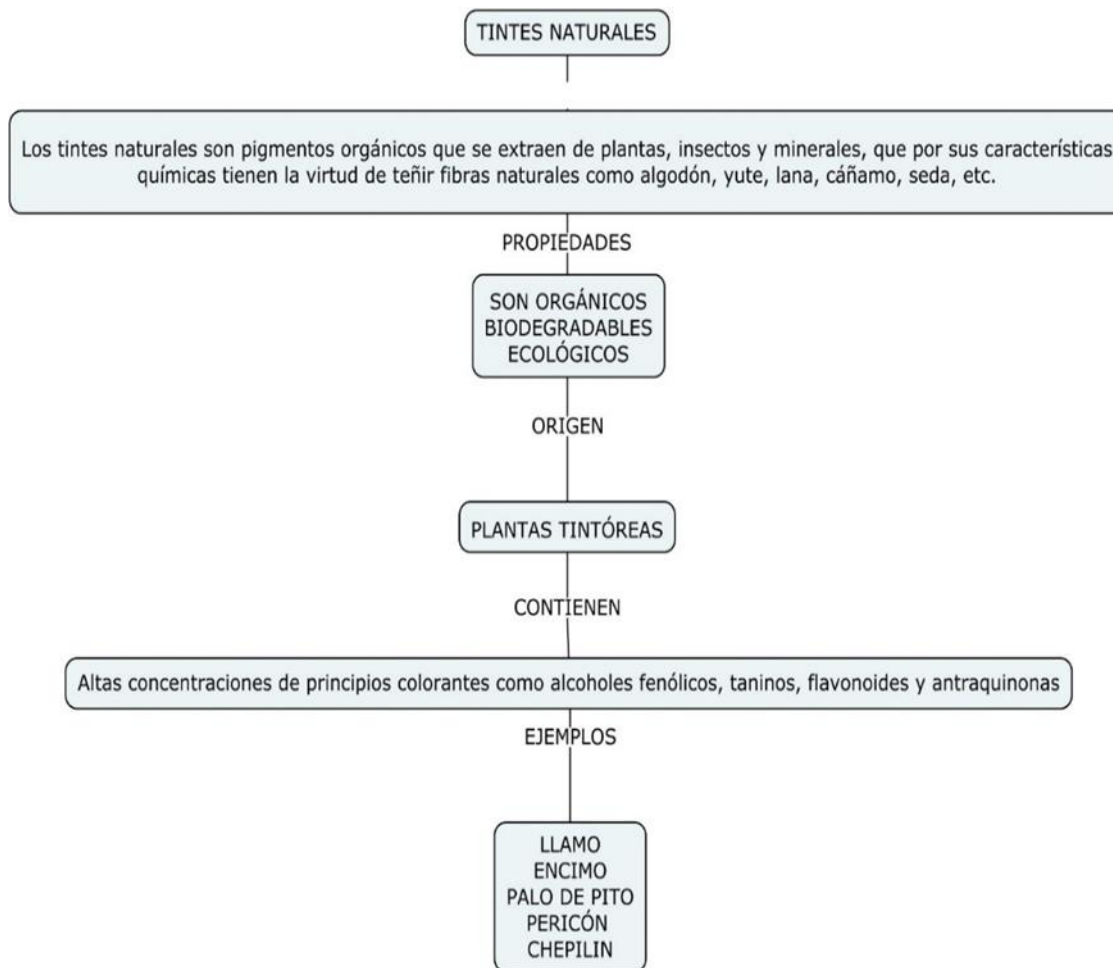 TINTES NATURALES
Los tintes naturales son pigmentos orgánicos que se extraen de plantas, insectos y minerales, que por sus características
químicas tienen la virtud de teñir fibras naturales como algodón, yute, lana, cáñamo, seda, etc.
PROPIEDADES
SON ORGÁNICOS
BIODEGRADABLES
ECOLÓGICOS
ORIGEN
PLANTAS TINTÓREAS
CONTIENEN
Altas concentraciones de principios colorantes como alcoholes fenólicos, taninos, flavonoides y antraquinonas
EJEMPLOS
LLAMO
ENCIMO
PALO DE PITO
PERICÓN
CHEPILIN